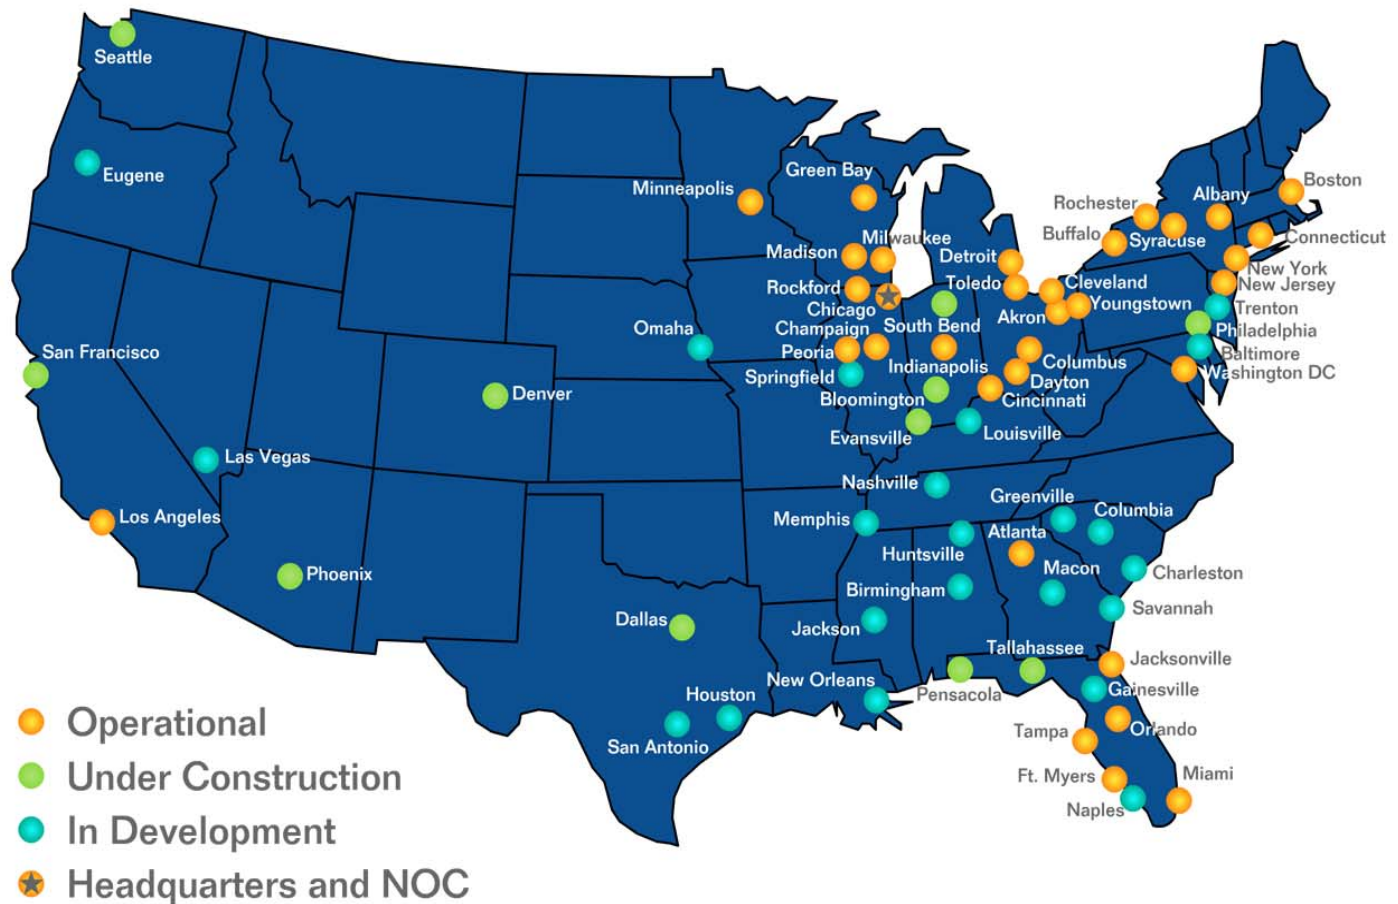 Seattle
Eugene
Green Bay
Minneapolis
Boston
Rochester
Albany
Buffalo
Syracuse
Connecticut
Madison
Milwaukee
Detroit
New York
Rockford
Toledo
Cleveland
New Jersey
Chicago
Akron
Youngstown
Trenton
Omaha
Champaign
South Bend
Philadelphia
San Francisco
Peoria
Indianapolis
Columbus
Baltimore
Springfield
Dayton
Washington DC
Denver
Bloomington
Cincinnati
Evansville
Louisville
Las Vegas
Nashville
Greenville
Los Angeles
Memphis
Columbia
Atlanta
Huntsville
Phoenix
Macon
Charleston
Birmingham
Savannah
Dallas
Jackson
Tallahassee
Jacksonville
New Orleans
Pensacola
Gainesville
Houston
Orlando
Tampa
San Antonio
Ft. Myers
Miami
Naples
Operational
Under Construction
In Development
Headquarters and NOC